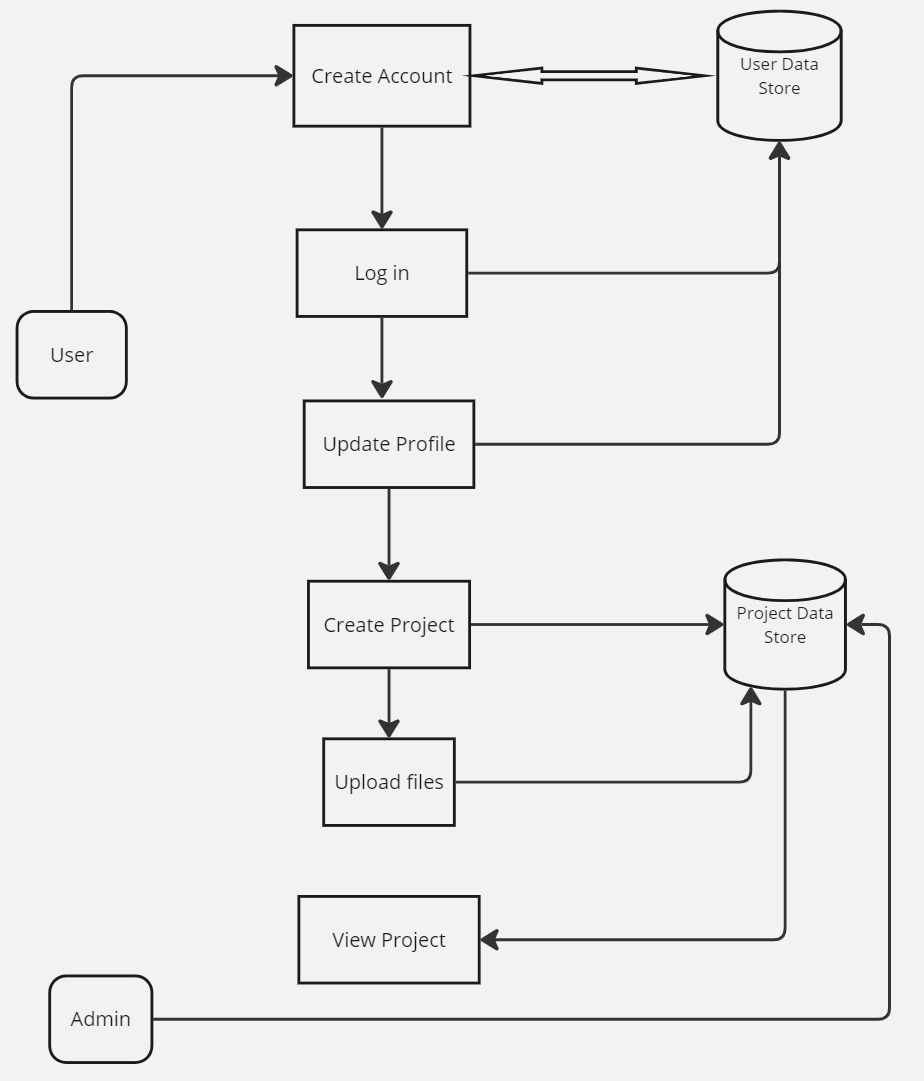 Create Account
User Data
Store
Log in
User
Update Profile
Create Project
Project Data
Store
Upload files
View Project
Admin